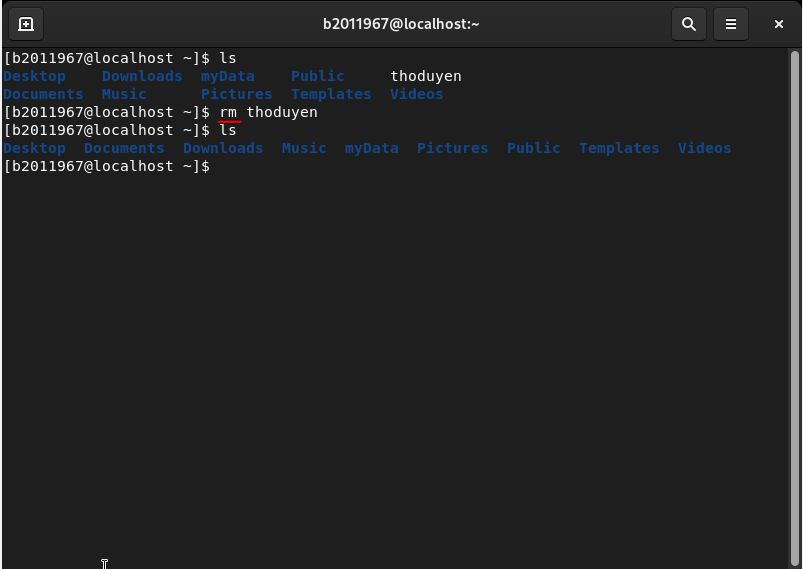 b2011967@localhost:~
[b2011967@localhost ~]$ ls
Desktop    Downloads  myData    Public     thoduyen
Documents  Music      Pictures  Templates  Videos
[b2011967@localhost ~]$ rm thoduyen
[b2011967@localhost ~]$ ls
Desktop  Documents  Downloads  Music  myData  Pictures  Public  Templates  Videos
[b2011967@localhost ~]$